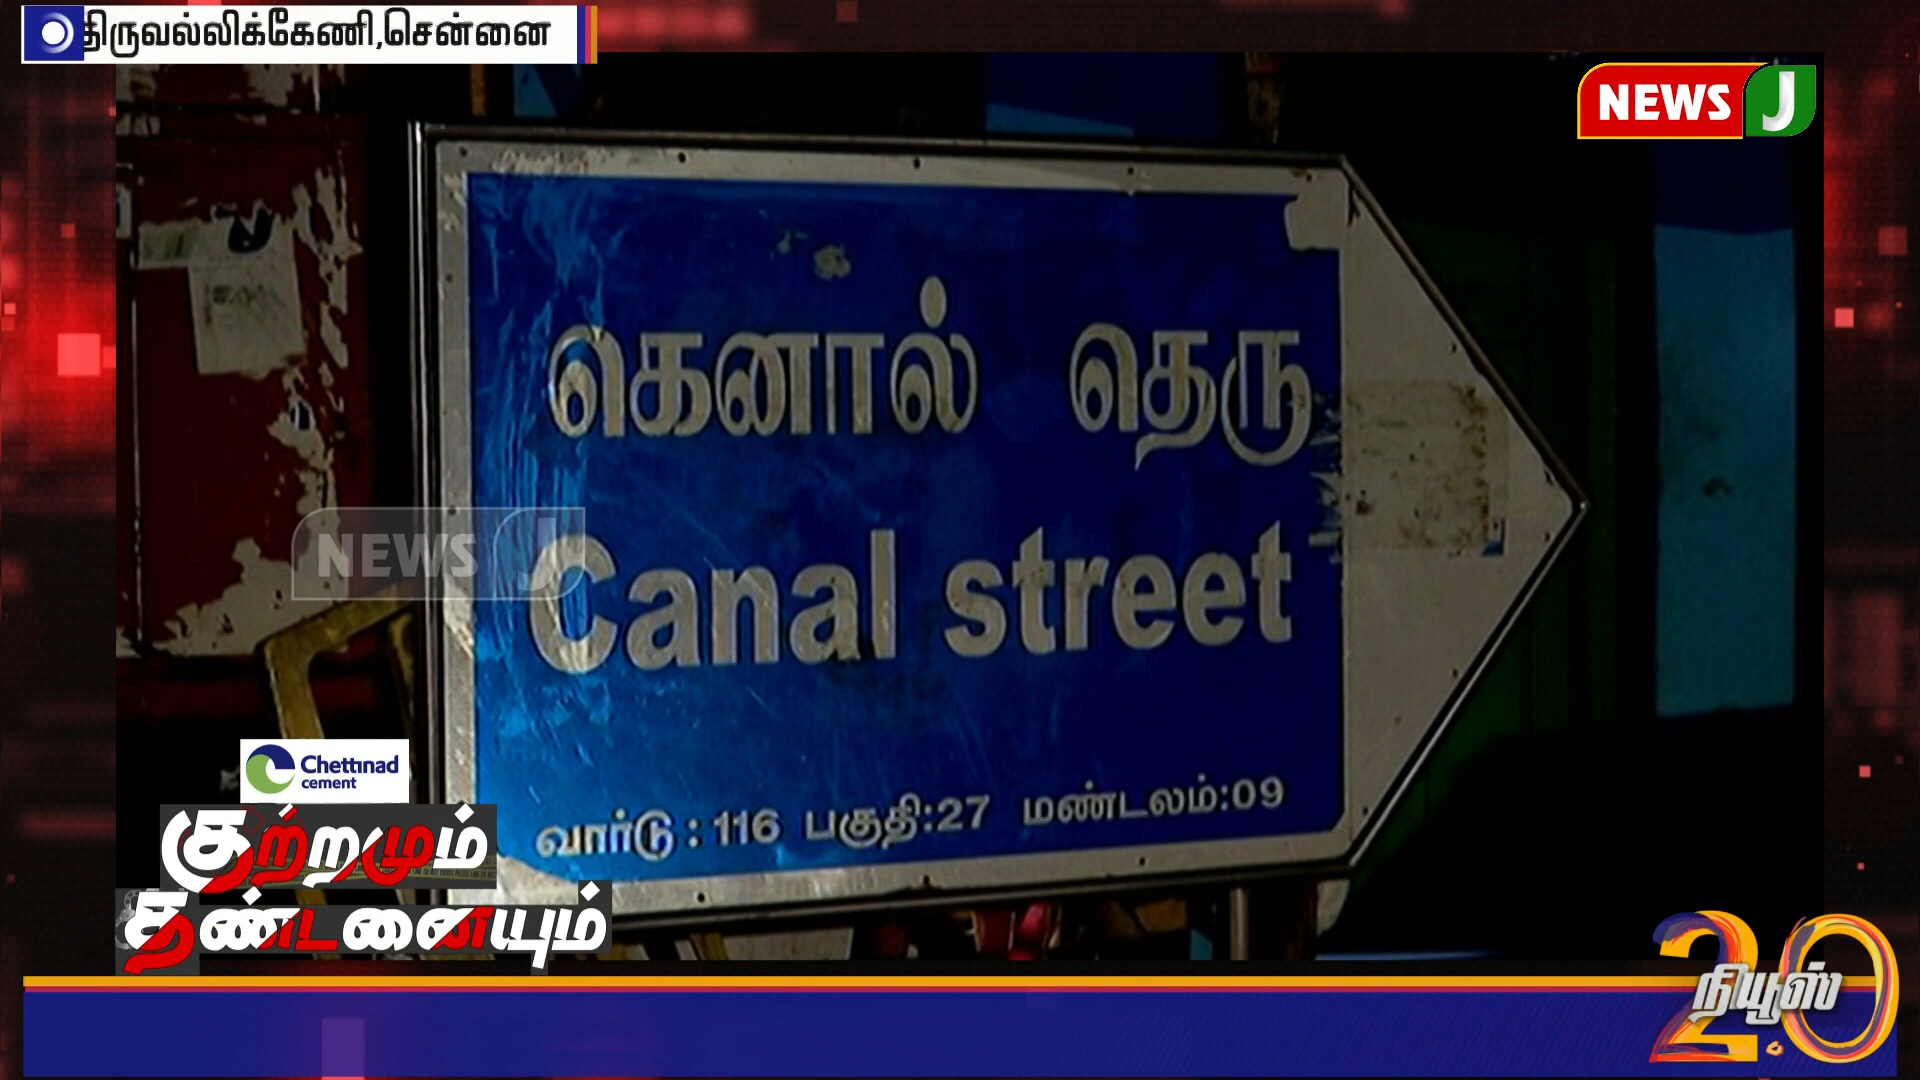 திருவல்லிக்கேணி,சென்னை
NEWS J
கெனால் தெரு
NEWS J
Canal street
Chettinad
cement
வார்டு : 116 பகுதி:27 மண்டலம்:09
குற்றமும்
தண்டனையும்
2.0
நியூஸ்